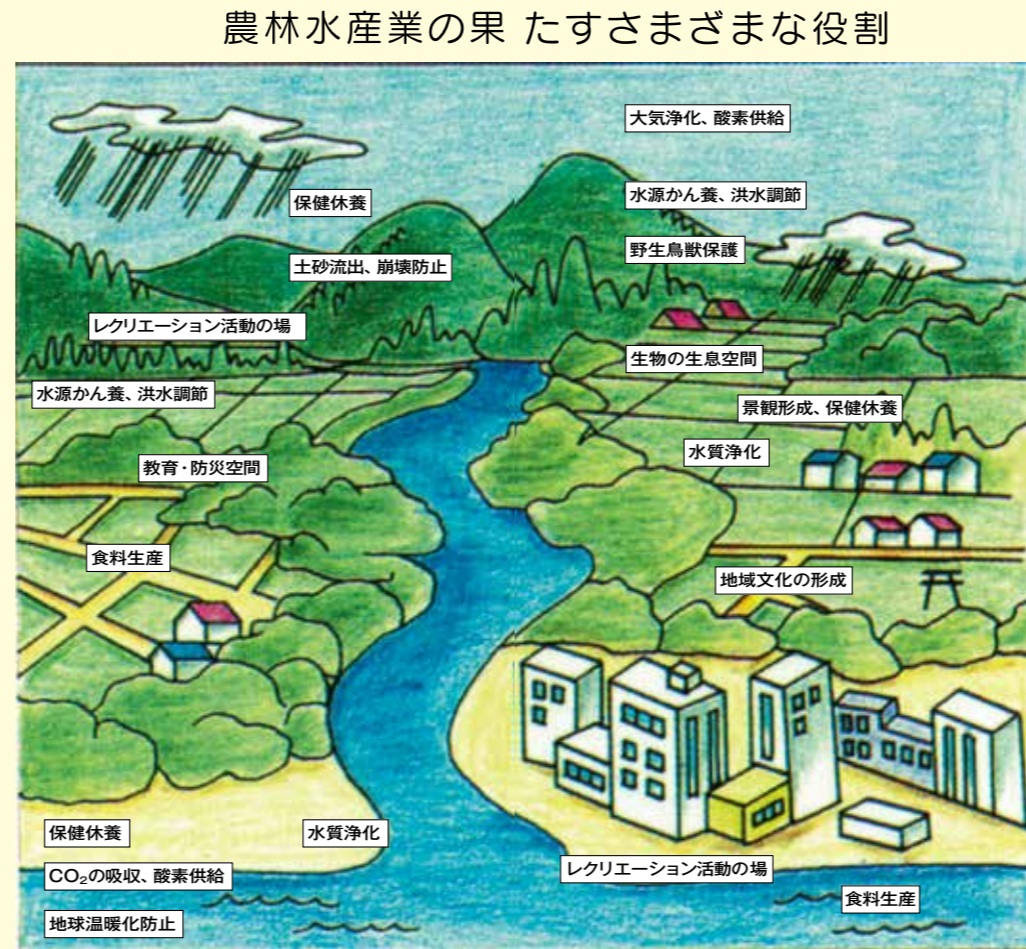 農林水産業の果 たすさまざまな役割
大気浄化、酸素供給
保健休養
水源かん養、洪水調節
野生鳥獣保護
土砂流出、崩壊防止
レクリエーション活動の場
生物の生息空間
水源かん養、洪水調節
景観形成、保健休養
水質浄化
教育・防災空間
食料生産
地域文化の形成
保健休養
水質浄化
レクリエーション活動の場
CO₂の吸収、酸素供給
食料生産
地球温暖化防止